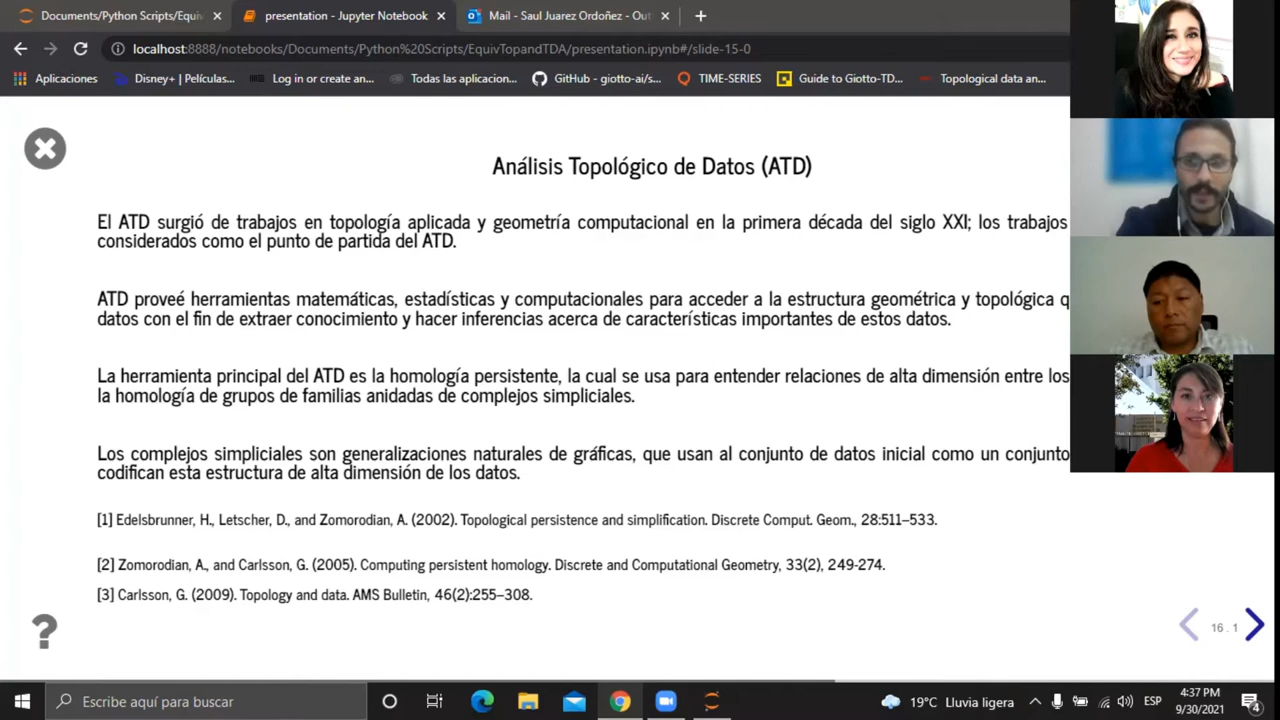 Documents/Python Scripts/Equiv
presentation - Jupyter Notebook
Mail - Saul Juarez Ordoñez - Out
localhost:8888/notebooks/Documents/Python%20Scripts/EquivTopandTDA/presentation.ipynb#/slide-15-0
Aplicaciones
Disney+ | Películas...
Log in or create an...
Todas las aplicacion...
GitHub - giotto-ai/s...
TIME-SERIES
Guide to Giotto-TD...
Topological data an...
Análisis Topológico de Datos (ATD)
El ATD surgió de trabajos en topología aplicada y geometría computacional en la primera década del siglo XXI; los trabajos
considerados como el punto de partida del ATD.
ATD proveé herramientas matemáticas, estadísticas y computacionales para acceder a la estructura geométrica y topológica q
datos con el fin de extraer conocimiento y hacer inferencias acerca de características importantes de estos datos.
La herramienta principal del ATD es la homología persistente, la cual se usa para entender relaciones de alta dimensión entre los
la homología de grupos de familias anidadas de complejos simpliciales.
Los complejos simpliciales son generalizaciones naturales de gráficas, que usan al conjunto de datos inicial como un conjunto
codifican esta estructura de alta dimensión de los datos.
[1] Edelsbrunner, H., Letscher, D., and Zomorodian, A. (2002). Topological persistence and simplification. Discrete Comput. Geom., 28:511–533.
[2] Zomorodian, A., and Carlsson, G. (2005). Computing persistent homology. Discrete and Computational Geometry, 33(2), 249-274.
[3] Carlsson, G. (2009). Topology and data. AMS Bulletin, 46(2):255–308.
?
16 . 1
Escribe aquí para buscar
19°C Lluvia ligera
ESP
4:37 PM
9/30/2021
4